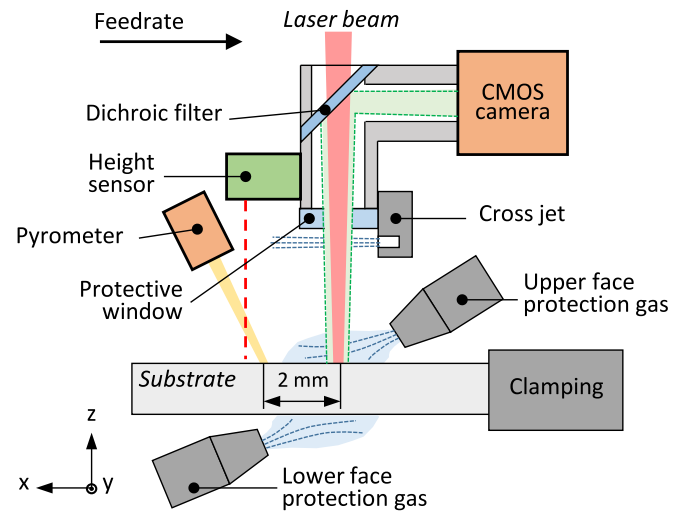 Laser beam
Feedrate
CMOS
camera
Dichroic filter
Height
sensor
Cross jet
Pyrometer
Protective
window
Upper face
protection gas
Substrate
2 mm
Clamping
z
x
y
Lower face
protection gas